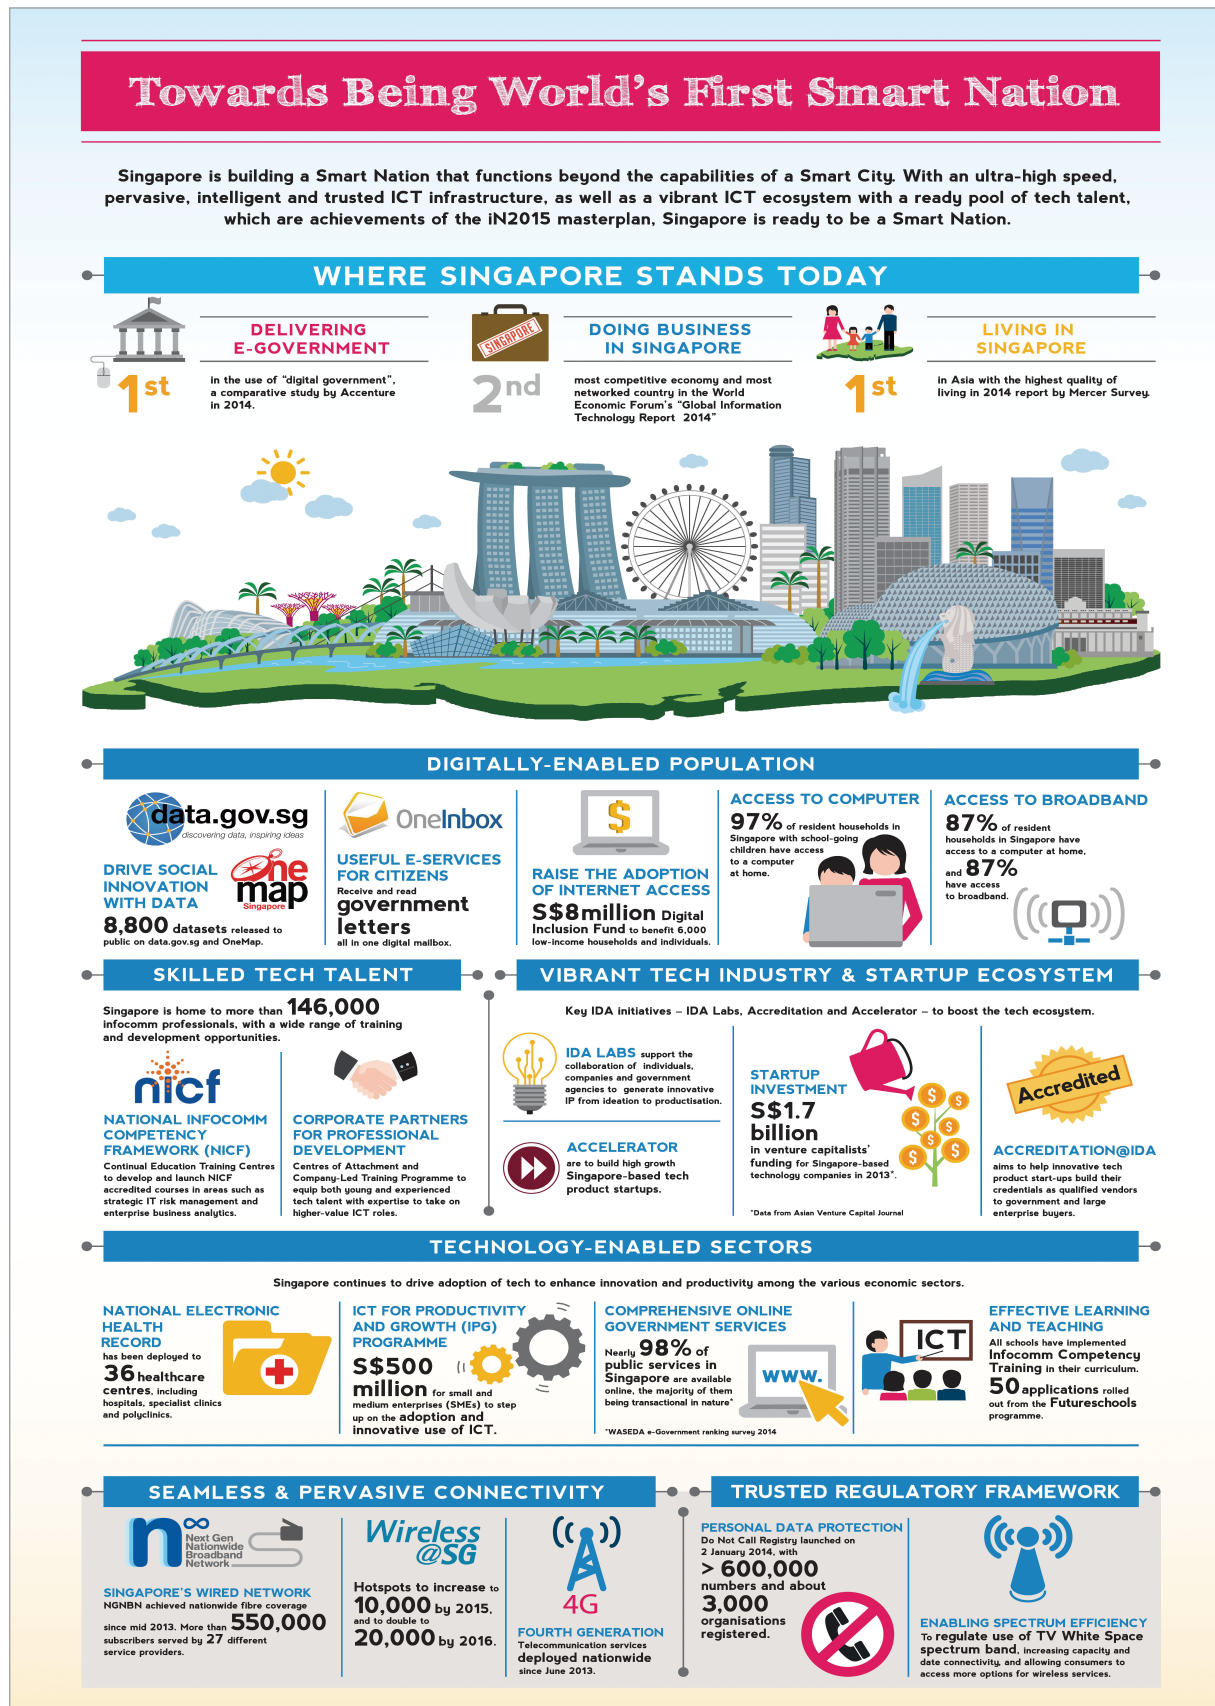 Towards Being World's First Smart Nation
Singapore is building a Smart Nation that functions beyond the capabilities of a Smart City. With an ultra-high speed,
pervasive, intelligent and trusted ICT infrastructure, as well as a vibrant ICT ecosystem with a ready pool of tech talent,
which are achievements of the iN2015 masterplan, Singapore is ready to be a Smart Nation.
WHERE SINGAPORE STANDS TODAY
DELIVERING
E-GOVERNMENT
1st
in the use of "digital government",
a comparative study by Accenture
in 2014.
SINGAPORE
DOING BUSINESS
IN SINGAPORE
2nd
most competitive economy and most
networked country in the World
Economic Forum's "Global Information
Technology Report 2014"
LIVING IN
SINGAPORE
1st
in Asia with the highest quality of
living in 2014 report by Mercer Survey.
DIGITALLY-ENABLED POPULATION
data.gov.sg
discovering data, inspiring ideas
DRIVE SOCIAL
INNOVATION
WITH DATA
One
map
Singapore
8,800 datasets released to
public on data.gov.sg and OneMap.
OneInbox
USEFUL E-SERVICES
FOR CITIZENS
Receive and read
government
letters
all in one digital mailbox.
$
RAISE THE ADOPTION
OF INTERNET ACCESS
S$8million Digital
Inclusion Fund to benefit 6,000
low-income households and individuals.
ACCESS TO COMPUTER
97% of resident households in
Singapore with school-going
children have access
to a computer
at home.
ACCESS TO BROADBAND
87% of resident
households in Singapore have
access to a computer at home,
and 87%
have access
to broadband.
SKILLED TECH TALENT
Singapore is home to more than 146,000
infocomm professionals, with a wide range of training
and development opportunities.
nicf
NATIONAL INFOCOMM
COMPETENCY
FRAMEWORK (NICF)
Continual Education Training Centres
to develop and launch NICF
accredited courses in areas such as
strategic IT risk management and
enterprise business analytics.
CORPORATE PARTNERS
FOR PROFESSIONAL
DEVELOPMENT
Centres of Attachment and
Company-Led Training Programme to
equip both young and experienced
tech talent with expertise to take on
higher-value ICT roles.
VIBRANT TECH INDUSTRY & STARTUP ECOSYSTEM
Key IDA initiatives – IDA Labs, Accreditation and Accelerator – to boost the tech ecosystem.
IDA LABS support the
collaboration of individuals,
companies and government
agencies to generate innovative
IP from ideation to productisation.
ACCELERATOR
are to build high growth
Singapore-based tech
product startups.
STARTUP
INVESTMENT
S$1.7
billion
in venture capitalists'
funding for Singapore-based
technology companies in 2013*.
*Data from Asian Venture Capital Journal
$ $ $ $ $ $ $
Accredited
ACCREDITATION@IDA
aims to help innovative tech
product start-ups build their
credentials as qualified vendors
to government and large
enterprise buyers.
TECHNOLOGY-ENABLED SECTORS
Singapore continues to drive adoption of tech to enhance innovation and productivity among the various economic sectors.
NATIONAL ELECTRONIC
HEALTH
RECORD
has been deployed to
36 healthcare
centres, including
hospitals, specialist clinics
and polyclinics.
ICT FOR PRODUCTIVITY
AND GROWTH (IPG)
PROGRAMME
S$500
million for small and
medium enterprises (SMEs) to step
up on the adoption and
innovative use of ICT.
COMPREHENSIVE ONLINE
GOVERNMENT SERVICES
Nearly 98% of
public services in
Singapore are available
online, the majority of them
being transactional in nature*
*WASEDA e-Government ranking survey 2014
www.
ICT
EFFECTIVE LEARNING
AND TEACHING
All schools have implemented
Infocomm Competency
Training in their curriculum.
50 applications rolled
out from the Futureschools
programme.
SEAMLESS & PERVASIVE CONNECTIVITY
n∞
Next Gen
Nationwide
Broadband
Network
SINGAPORE'S WIRED NETWORK
NGNBN achieved nationwide fibre coverage
since mid 2013. More than 550,000
subscribers served by 27 different
service providers.
Wireless
@SG
Hotspots to increase to
10,000 by 2015,
and to double to
20,000 by 2016.
4G
FOURTH GENERATION
Telecommunication services
deployed nationwide
since June 2013.
TRUSTED REGULATORY FRAMEWORK
PERSONAL DATA PROTECTION
Do Not Call Registry launched on
2 January 2014, with
> 600,000
numbers and about
3,000
organisations
registered.
ENABLING SPECTRUM EFFICIENCY
To regulate use of TV White Space
spectrum band, increasing capacity and
date connectivity, and allowing consumers to
access more options for wireless services.